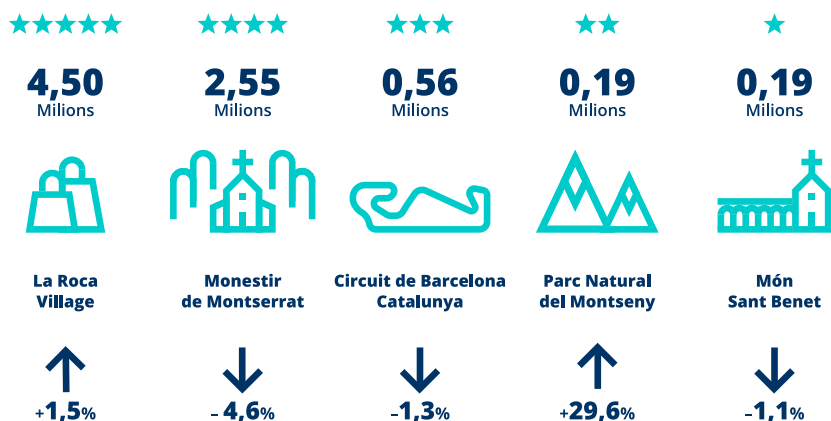 4,50 2,55 0,56 0,19 0,19
Milions Milions Milions Milions Milions
La Roca Monestir Circuit de Barcelona Parc Natural Món
Village de Montserrat Catalunya del Montseny Sant Benet
+1,5% – 4,6% –1,3% +29,6% –1,1%